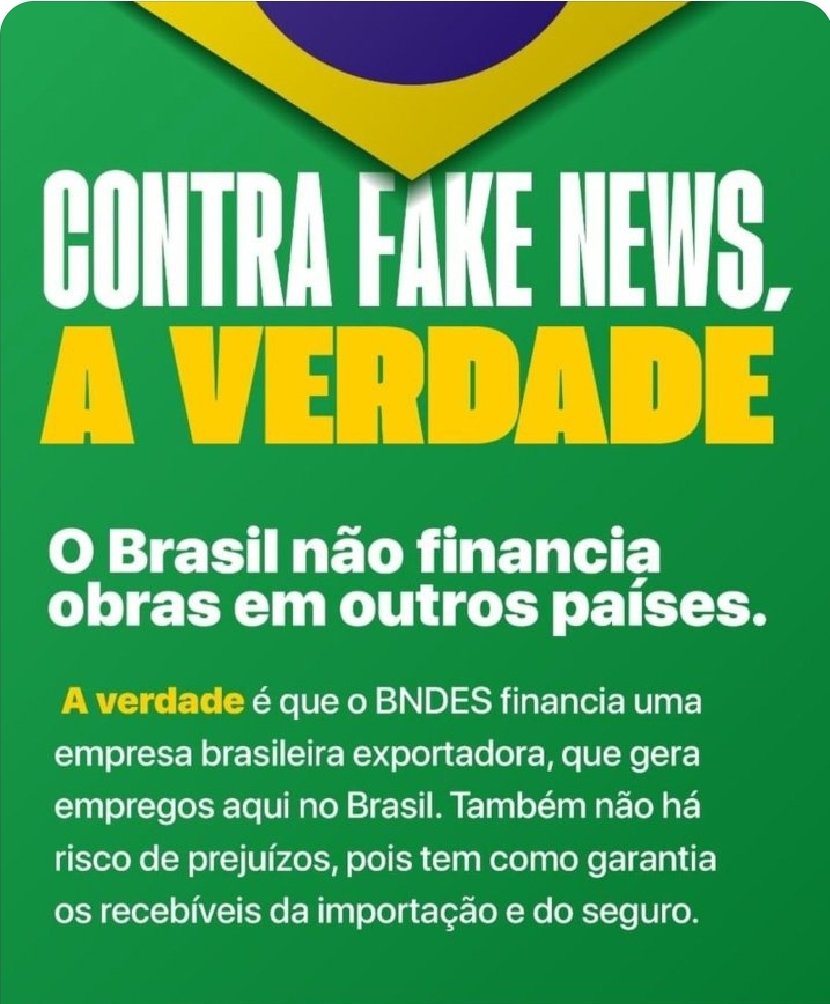 CONTRA FAKE NEWS,
A VERDADE
O Brasil não financia
obras em outros países.
A verdade é que o BNDES financia uma
empresa brasileira exportadora, que gera
empregos aqui no Brasil. Também não há
risco de prejuízos, pois tem como garantia
os recebíveis da importação e do seguro.